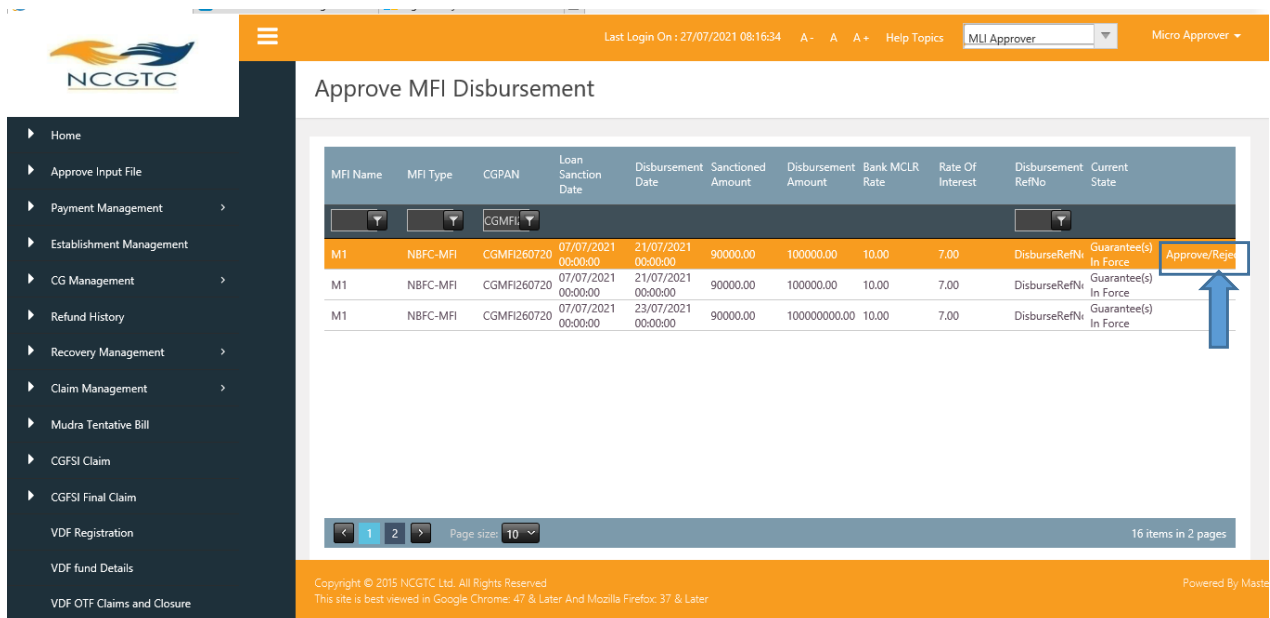 Last Login On : 27/07/2021 08:16:34 A- A A+ Help Topics MLI Approver Micro Approver
NCGTC
Approve MFI Disbursement
Home
Approve Input File
Payment Management
Establishment Management
CG Management
Refund History
Recovery Management
Claim Management
Mudra Tentative Bill
CGFSI Claim
CGFSI Final Claim
VDF Registration
VDF fund Details
VDF OTF Claims and Closure
MFI Name MFI Type CGPAN Loan Sanction Date Disbursement Date Sanctioned Amount Disbursement Amount Bank MCLR Rate Rate Of Interest Disbursement RefNo Current State
CGMFI
M1 NBFC-MFI CGMFI260720 07/07/2021 00:00:00 21/07/2021 00:00:00 90000.00 100000.00 10.00 7.00 DisburseRefN Guarantee(s) In Force Approve/Reje
M1 NBFC-MFI CGMFI260720 07/07/2021 00:00:00 21/07/2021 00:00:00 90000.00 100000.00 10.00 7.00 DisburseRefN Guarantee(s) In Force
M1 NBFC-MFI CGMFI260720 07/07/2021 00:00:00 23/07/2021 00:00:00 90000.00 100000000.00 10.00 7.00 DisburseRefN Guarantee(s) In Force
1 2 Page size: 10 16 items in 2 pages
Copyright © 2015 NCGTC Ltd. All Rights Reserved Powered By Maste
This site is best viewed in Google Chrome: 47 & Later And Mozilla Firefox: 37 & Later